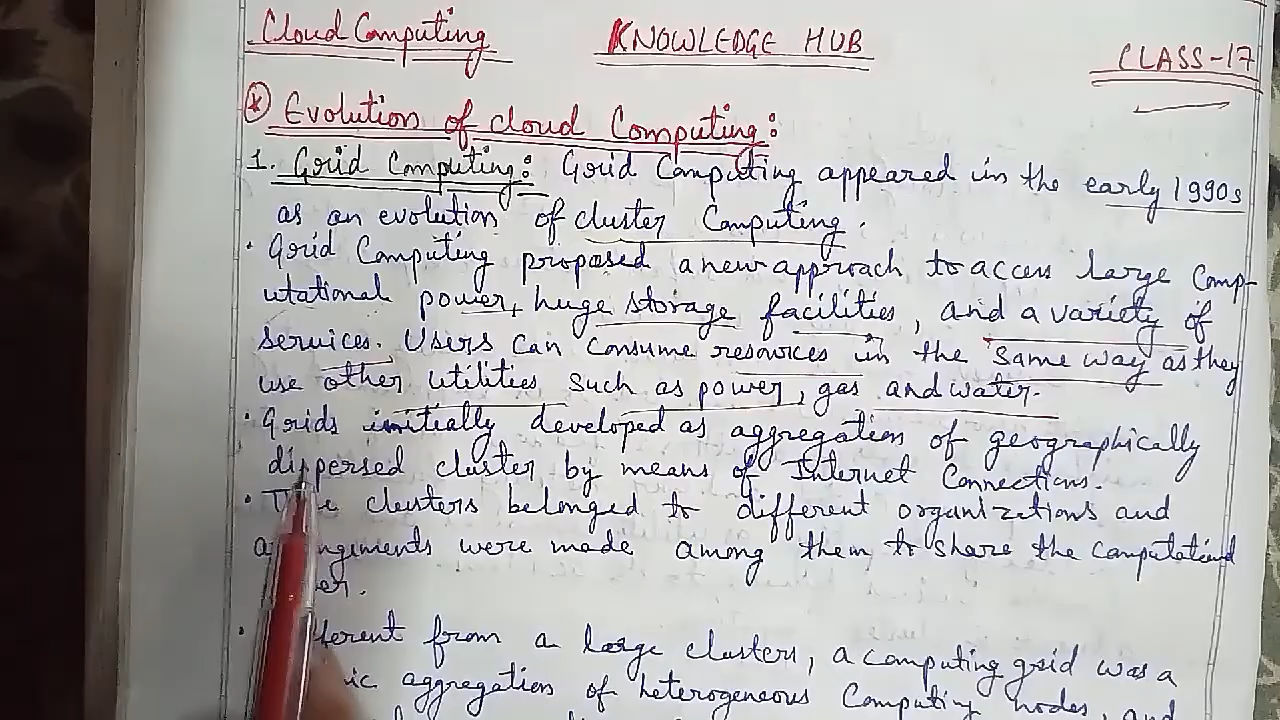 Cloud Computing KNOWLEDGE HUB CLASS-17
* Evolution of cloud Computing:
1. Grid Computing: Grid Computing appeared in the early 1990s
as an evolution of cluster Computing.
· Grid Computing proposed a new approach to access large Comp-
utational power, huge storage facilities, and a variety of
services. Users can consume resources in the same way as they
use other utilities such as power, gas and water.
· Grids initially developed as aggregation of geographically
dispersed cluster by means of Internet Connections.
· clusters belonged to different organizations and
were made among them to share the computational
· from a large clusters, a computing grid was a
aggregation of heterogeneous Computing nodes, and